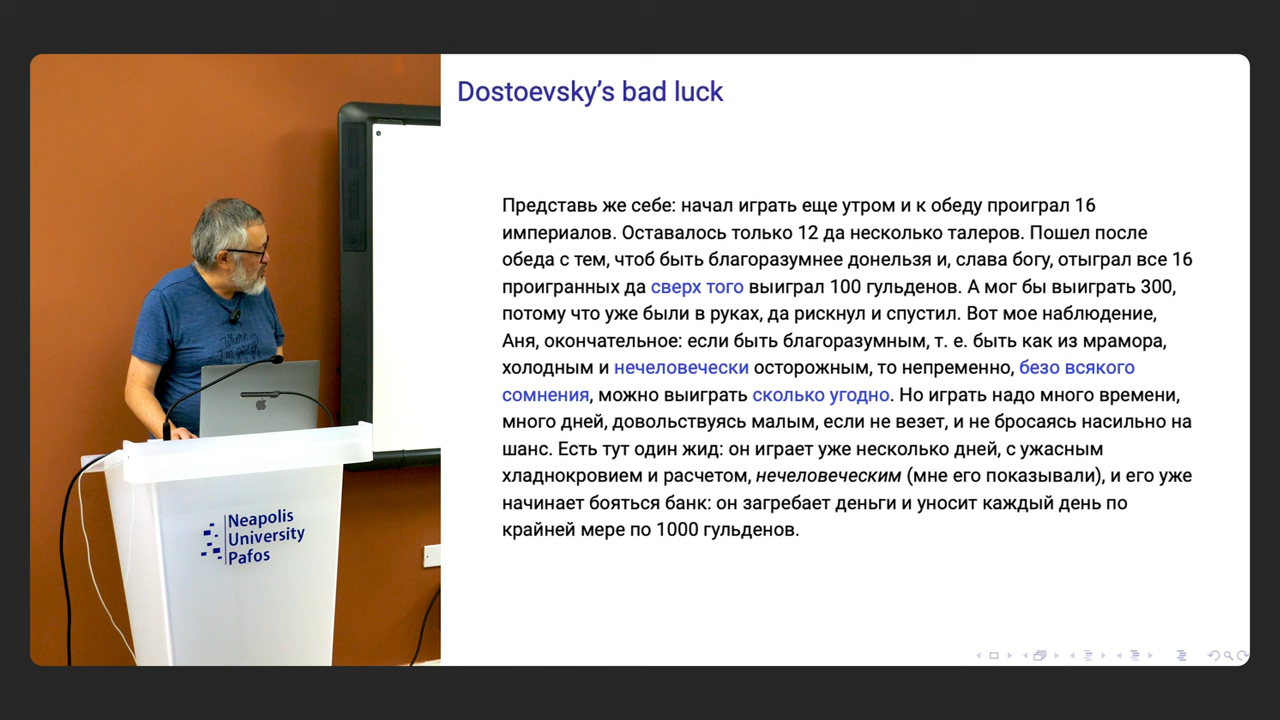 Dostoevsky's bad luck
Представь же себе: начал играть еще утром и к обеду проиграл 16
империалов. Оставалось только 12 да несколько талеров. Пошел после
обеда с тем, чтоб быть благоразумнее донельзя и, слава богу, отыграл все 16
проигранных да сверх того выиграл 100 гульденов. А мог бы выиграть 300,
потому что уже были в руках, да рискнул и спустил. Вот мое наблюдение,
Аня, окончательное: если быть благоразумным, т. е. быть как из мрамора,
холодным и нечеловечески осторожным, то непременно, безо всякого
сомнения, можно выиграть сколько угодно. Но играть надо много времени,
много дней, довольствуясь малым, если не везет, и не бросаясь насильно на
шанс. Есть тут один жид: он играет уже несколько дней, с ужасным
хладнокровием и расчетом, нечеловеческим (мне его показывали), и его уже
начинает бояться банк: он загребает деньги и уносит каждый день по
крайней мере по 1000 гульденов.
Neapolis
University
Pafos